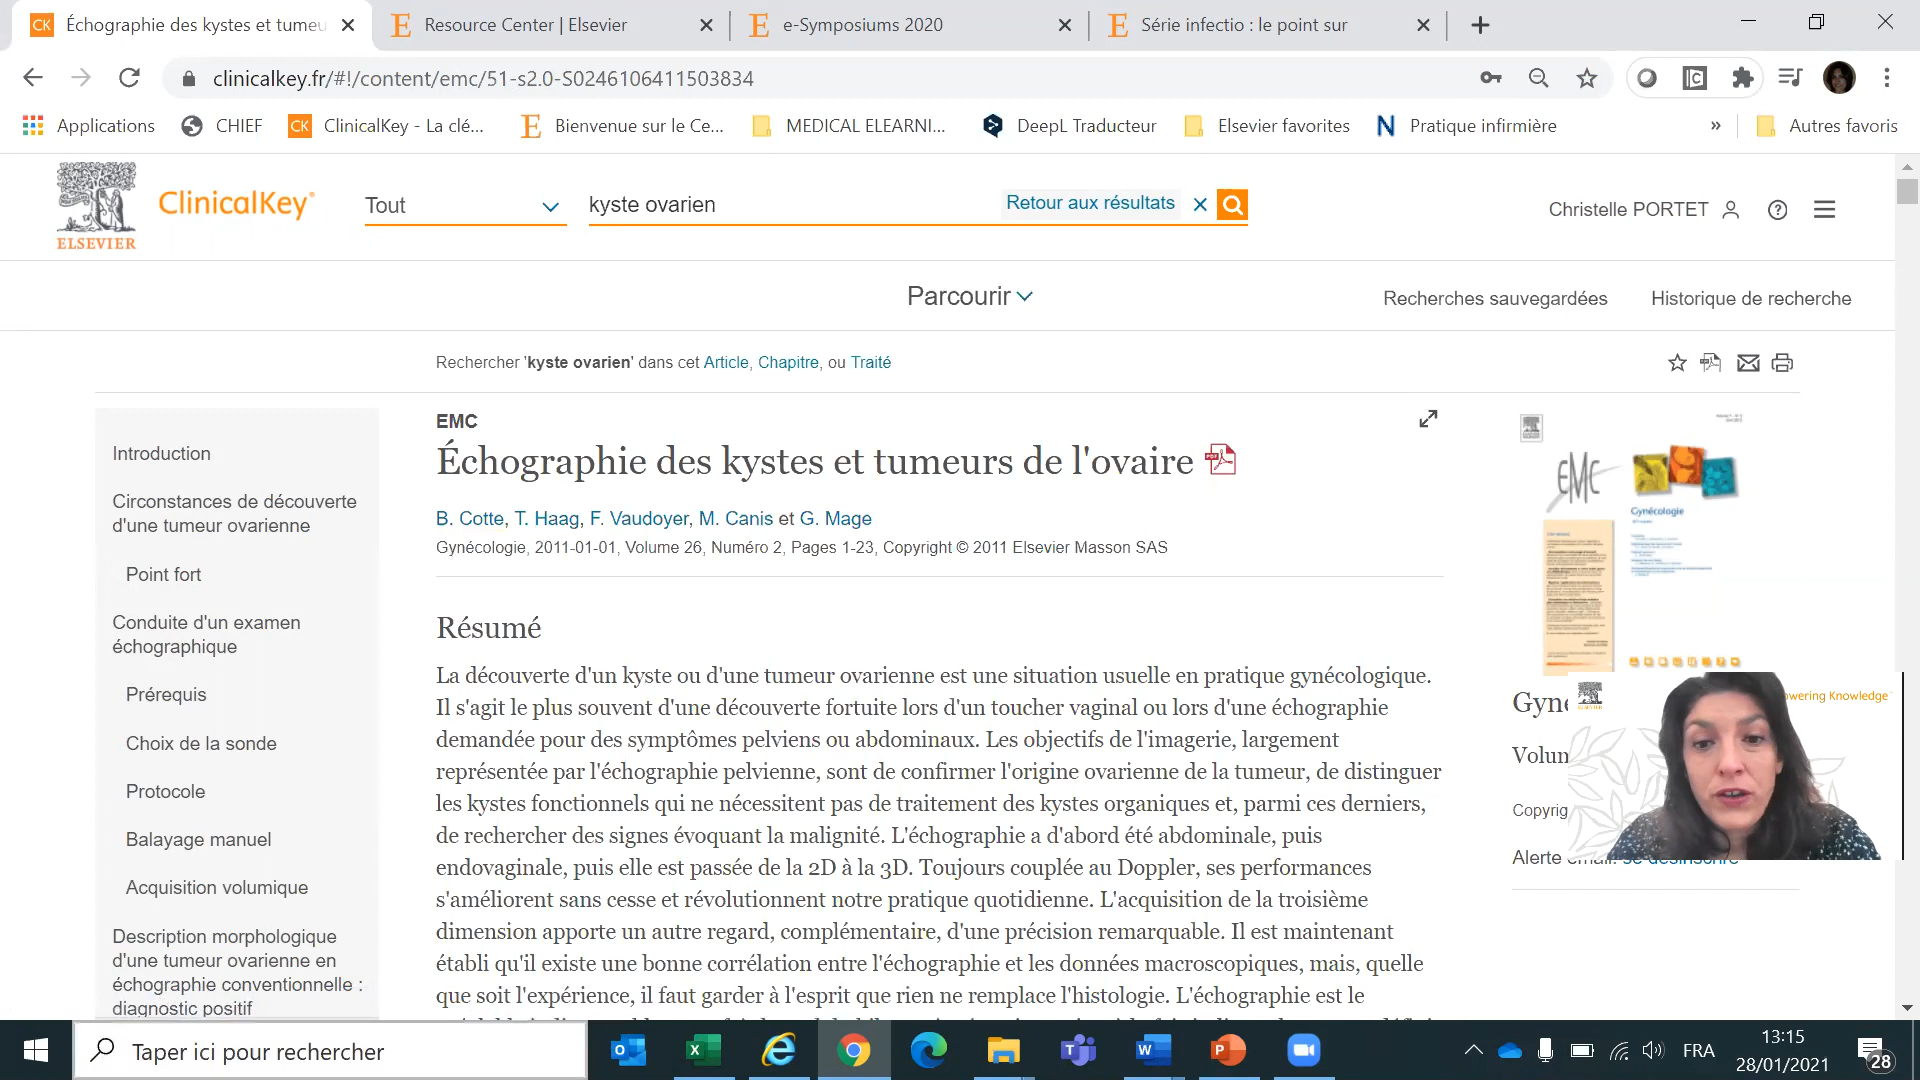 CK Échographie des kystes et tumeu
Resource Center | Elsevier
e-Symposiums 2020
Série infectio : le point sur
clinicalkey.fr/#!/content/emc/51-s2.0-S0246106411503834
Applications
CHIEF
CK ClinicalKey - La clé...
Bienvenue sur le Ce...
MEDICAL ELEARNI...
DeepL Traducteur
Elsevier favorites
Pratique infirmière
»
Autres favoris
ELSEVIER
ClinicalKey®
Tout
kyste ovarien
Retour aux résultats
Christelle PORTET
Parcourir
Recherches sauvegardées
Historique de recherche
Rechercher 'kyste ovarien' dans cet Article, Chapitre, ou Traité
Introduction
Circonstances de découverte
d'une tumeur ovarienne
Point fort
Conduite d'un examen
échographique
Prérequis
Choix de la sonde
Protocole
Balayage manuel
Acquisition volumique
Description morphologique
d'une tumeur ovarienne en
échographie conventionnelle :
diagnostic positif
EMC
Échographie des kystes et tumeurs de l'ovaire
PDF
B. Cotte, T. Haag, F. Vaudoyer, M. Canis et G. Mage
Gynécologie, 2011-01-01, Volume 26, Numéro 2, Pages 1-23, Copyright © 2011 Elsevier Masson SAS
Résumé
La découverte d'un kyste ou d'une tumeur ovarienne est une situation usuelle en pratique gynécologique.
Il s'agit le plus souvent d'une découverte fortuite lors d'un toucher vaginal ou lors d'une échographie
demandée pour des symptômes pelviens ou abdominaux. Les objectifs de l'imagerie, largement
représentée par l'échographie pelvienne, sont de confirmer l'origine ovarienne de la tumeur, de distinguer
les kystes fonctionnels qui ne nécessitent pas de traitement des kystes organiques et, parmi ces derniers,
de rechercher des signes évoquant la malignité. L'échographie a d'abord été abdominale, puis
endovaginale, puis elle est passée de la 2D à la 3D. Toujours couplée au Doppler, ses performances
s'améliorent sans cesse et révolutionnent notre pratique quotidienne. L'acquisition de la troisième
dimension apporte un autre regard, complémentaire, d'une précision remarquable. Il est maintenant
établi qu'il existe une bonne corrélation entre l'échographie et les données macroscopiques, mais, quelle
que soit l'expérience, il faut garder à l'esprit que rien ne remplace l'histologie. L'échographie est le
EMC
Gynécologie
Gyné
Volum
Copyrig
Alerte
wering Knowledge
Taper ici pour rechercher
FRA
13:15
28/01/2021
28